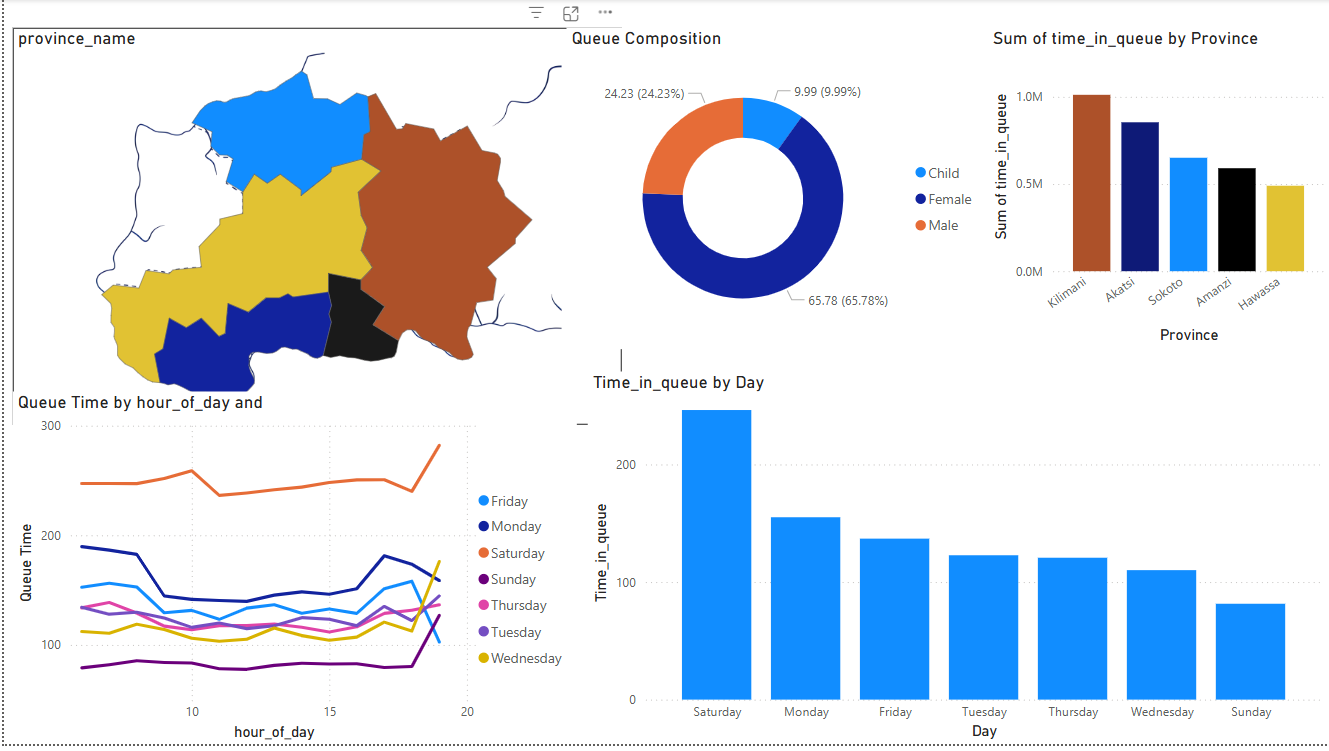 province_name
Queue Composition
24.23 (24.23%)
9.99 (9.99%)
65.78 (65.78%)
Child
Female
Male
Sum of time_in_queue by Province
Sum of time_in_queue
1.0M
0.5M
0.0M
Kilimani
Akatsi
Sokoto
Amanzi
Hawassa
Province
Queue Time by hour_of_day and
Queue Time
300
200
100
10
15
20
hour_of_day
Friday
Monday
Saturday
Sunday
Thursday
Tuesday
Wednesday
Time_in_queue by Day
Time_in_queue
200
100
0
Saturday
Monday
Friday
Tuesday
Thursday
Wednesday
Sunday
Day